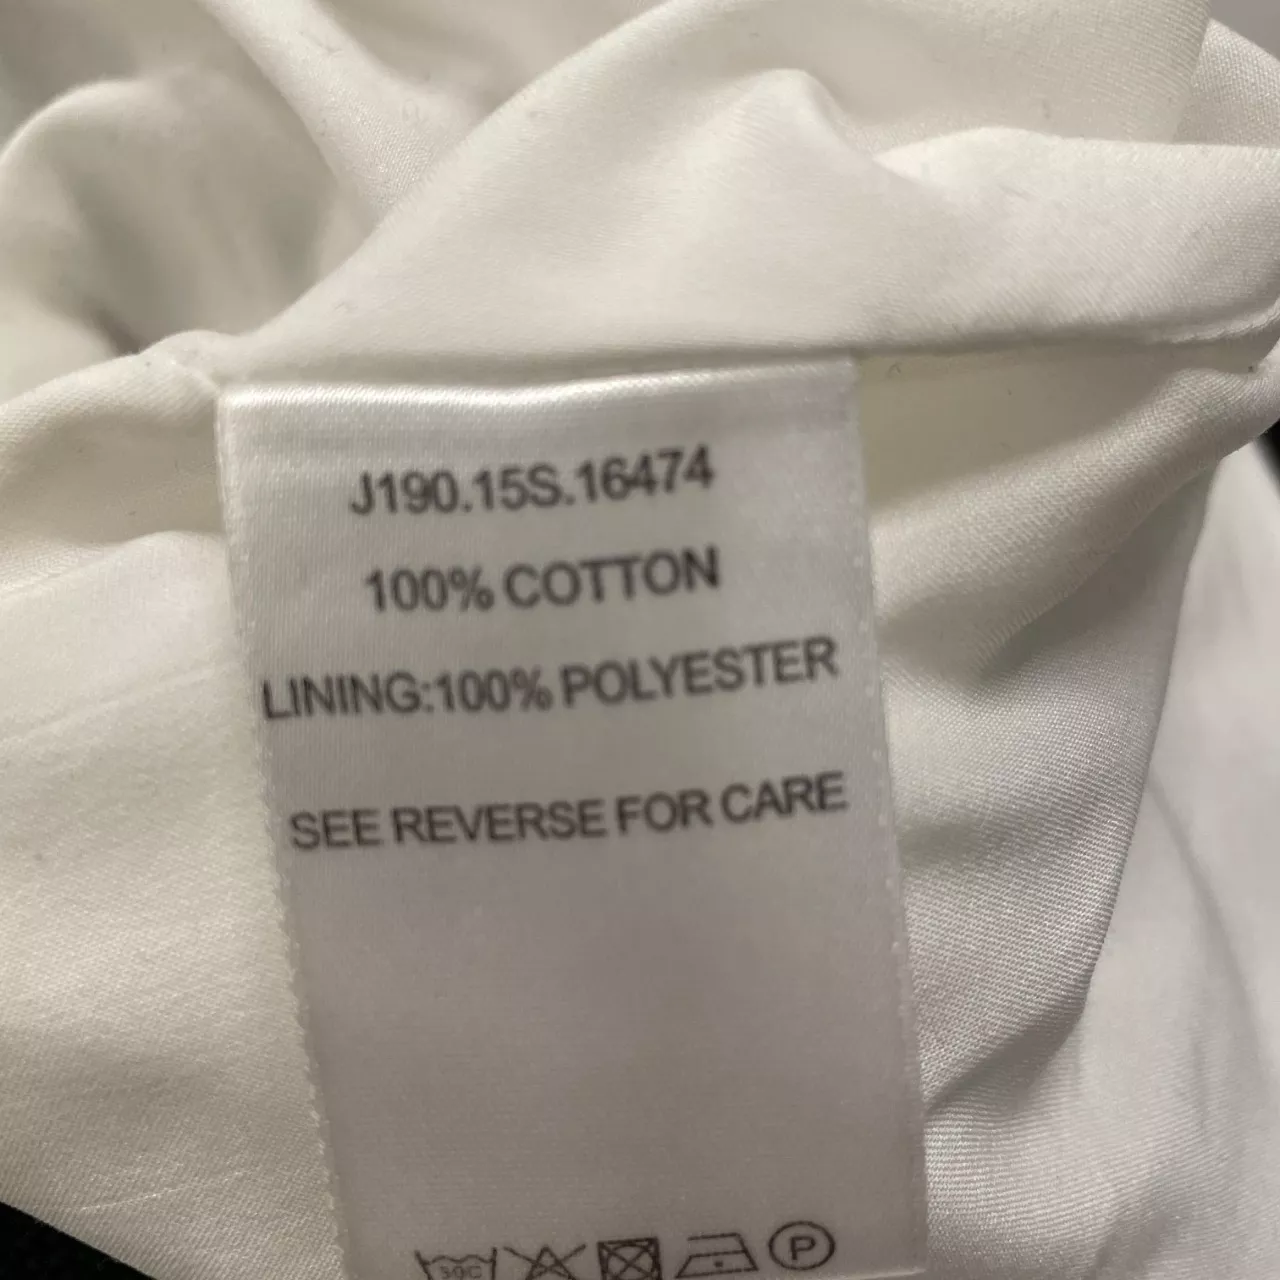 J190.15S.16474
100% COTTON
LINING:100% POLYESTER
SEE REVERSE FOR CARE
P